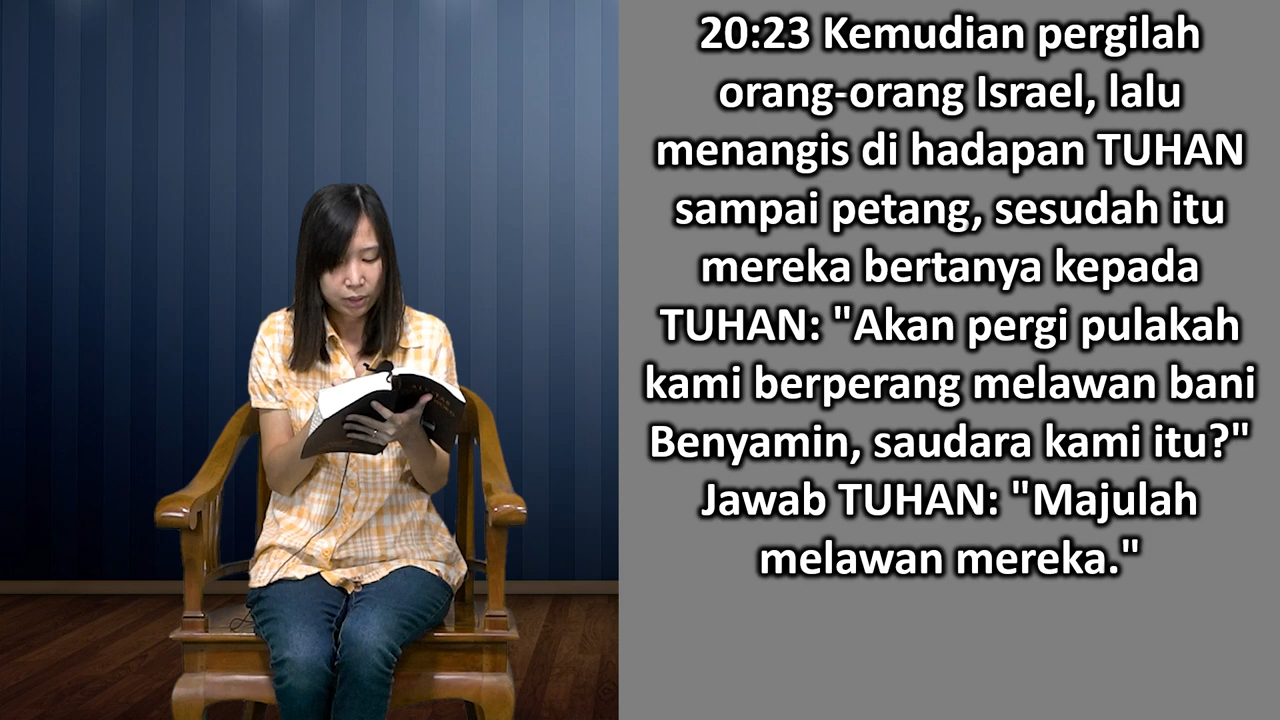 20:23 Kemudian pergilah
orang-orang Israel, lalu
menangis di hadapan TUHAN
sampai petang, sesudah itu
mereka bertanya kepada
TUHAN: "Akan pergi pulakah
kami berperang melawan bani
Benyamin, saudara kami itu?"
Jawab TUHAN: "Majulah
melawan mereka."